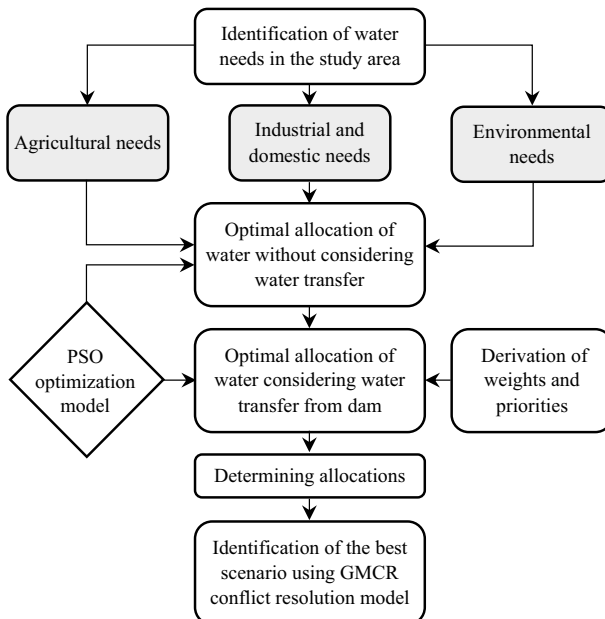 Identification of water
needs in the study area
Agricultural needs
Industrial and
domestic needs
Environmental
needs
Optimal allocation of
water without considering
water transfer
PSO
optimization
model
Optimal allocation of
water considering water
transfer from dam
Derivation of
weights and
priorities
Determining allocations
Identification of the best
scenario using GMCR
conflict resolution model